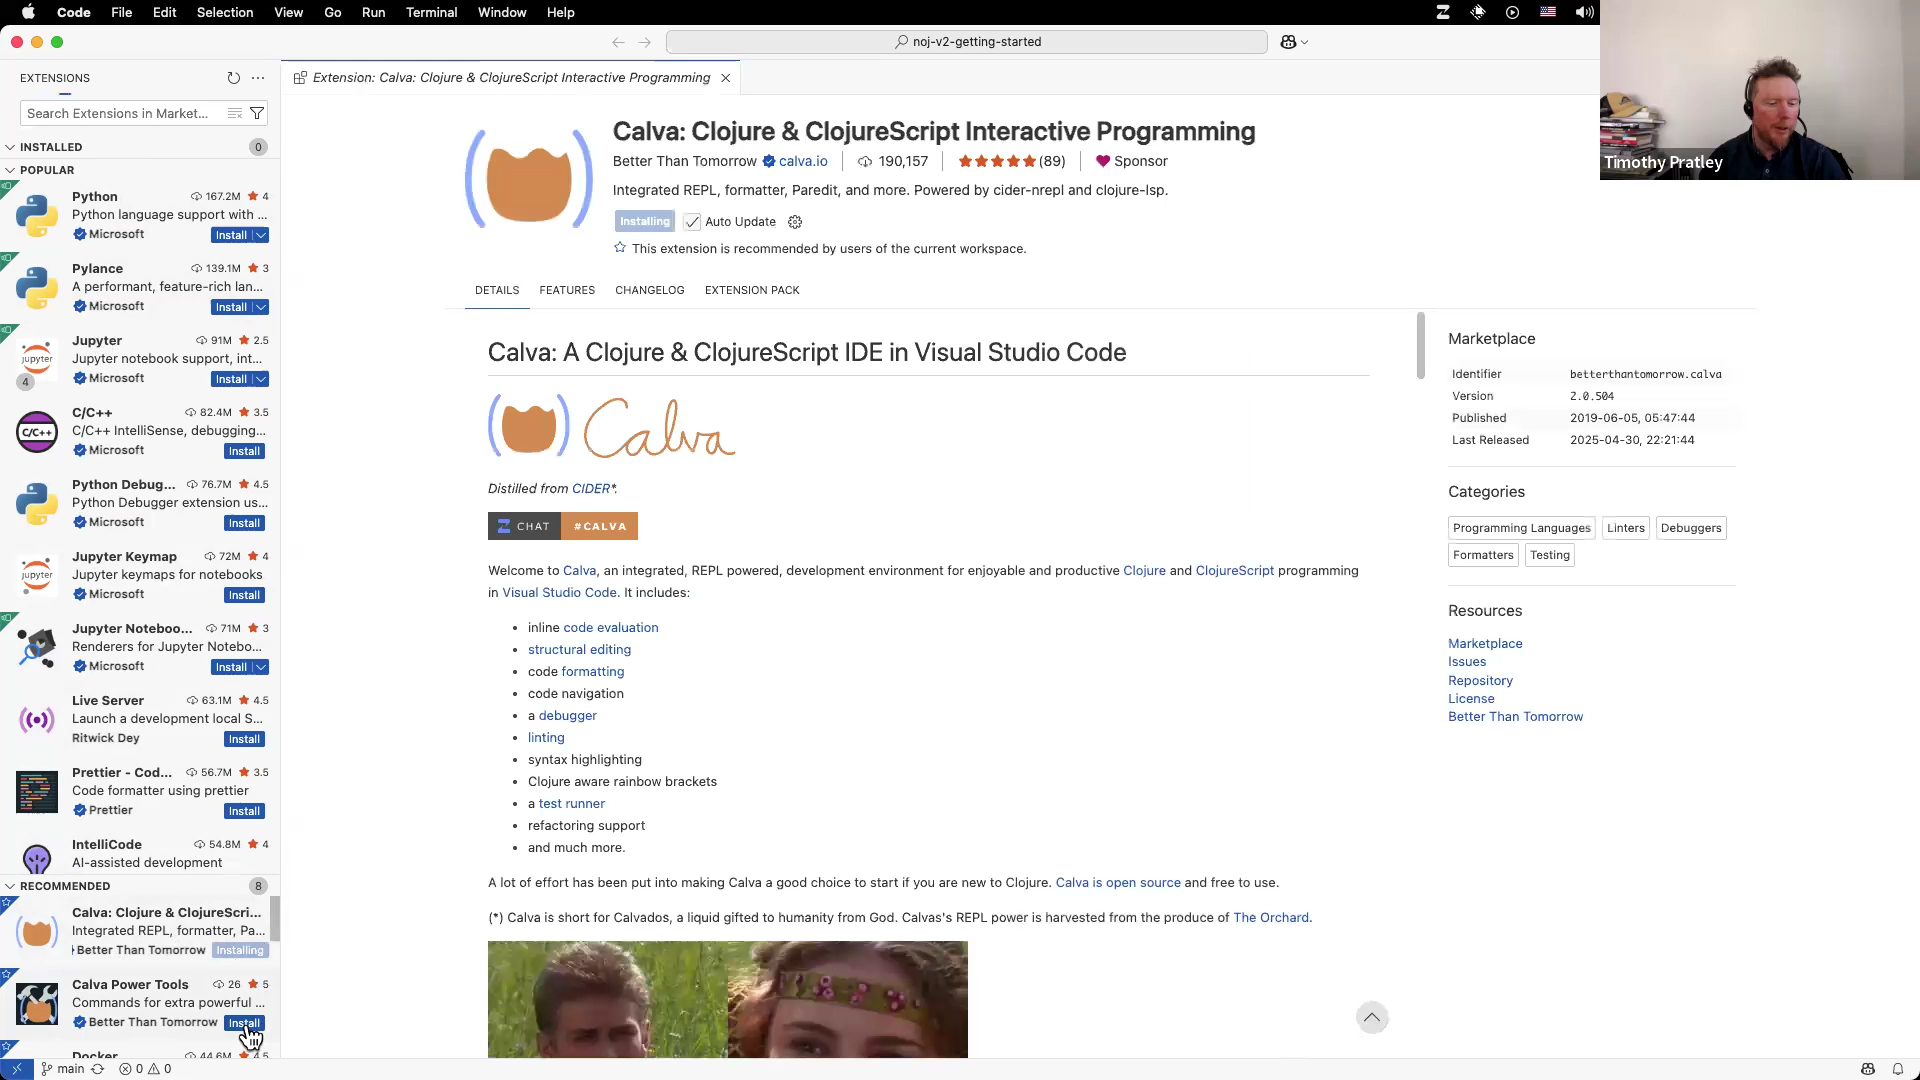 Code File Edit Selection View Go Run Terminal Window Help
noj-v2-getting-started
EXTENSIONS
Extension: Calva: Clojure & ClojureScript Interactive Programming
Search Extensions in Market...
INSTALLED 0
POPULAR
Python 167.2M 4
Python language support with ...
Microsoft Install
Pylance 139.1M 3
A performant, feature-rich lan...
Microsoft Install
Jupyter 91M 2.5
Jupyter notebook support, int...
4 Microsoft Install
C/C++ 82.4M 3.5
C/C++ IntelliSense, debugging...
Microsoft Install
Python Debug... 76.7M 4.5
Python Debugger extension us...
Microsoft Install
Jupyter Keymap 72M 4
Jupyter keymaps for notebooks
Microsoft Install
Jupyter Noteboo... 71M 3
Renderers for Jupyter Notebo...
Microsoft Install
Live Server 63.1M 4.5
Launch a development local S...
Ritwick Dey Install
Prettier - Cod... 56.7M 3.5
Code formatter using prettier
Prettier Install
IntelliCode 54.8M 4
AI-assisted development
RECOMMENDED 8
Calva: Clojure & ClojureScri...
Integrated REPL, formatter, Pa...
Better Than Tomorrow Installing
Calva Power Tools 26 5
Commands for extra powerful ...
Better Than Tomorrow Install
Docker 44.6M 4.5
main 0 0
Calva: Clojure & ClojureScript Interactive Programming
Better Than Tomorrow calva.io 190,157 (89) Sponsor
Integrated REPL, formatter, Paredit, and more. Powered by cider-nrepl and clojure-lsp.
Installing Auto Update
This extension is recommended by users of the current workspace.
DETAILS FEATURES CHANGELOG EXTENSION PACK
Calva: A Clojure & ClojureScript IDE in Visual Studio Code
Calva
Distilled from CIDER*.
CHAT #CALVA
Welcome to Calva, an integrated, REPL powered, development environment for enjoyable and productive Clojure and ClojureScript programming
in Visual Studio Code. It includes:
• inline code evaluation
• structural editing
• code formatting
• code navigation
• a debugger
• linting
• syntax highlighting
• Clojure aware rainbow brackets
• a test runner
• refactoring support
• and much more.
A lot of effort has been put into making Calva a good choice to start if you are new to Clojure. Calva is open source and free to use.
(*) Calva is short for Calvados, a liquid gifted to humanity from God. Calvas's REPL power is harvested from the produce of The Orchard.
Marketplace
Identifier betterthantomorrow.calva
Version 2.0.504
Published 2019-06-05, 05:47:44
Last Released 2025-04-30, 22:21:44
Categories
Programming Languages Linters Debuggers
Formatters Testing
Resources
Marketplace
Issues
Repository
License
Better Than Tomorrow
Timothy Pratley